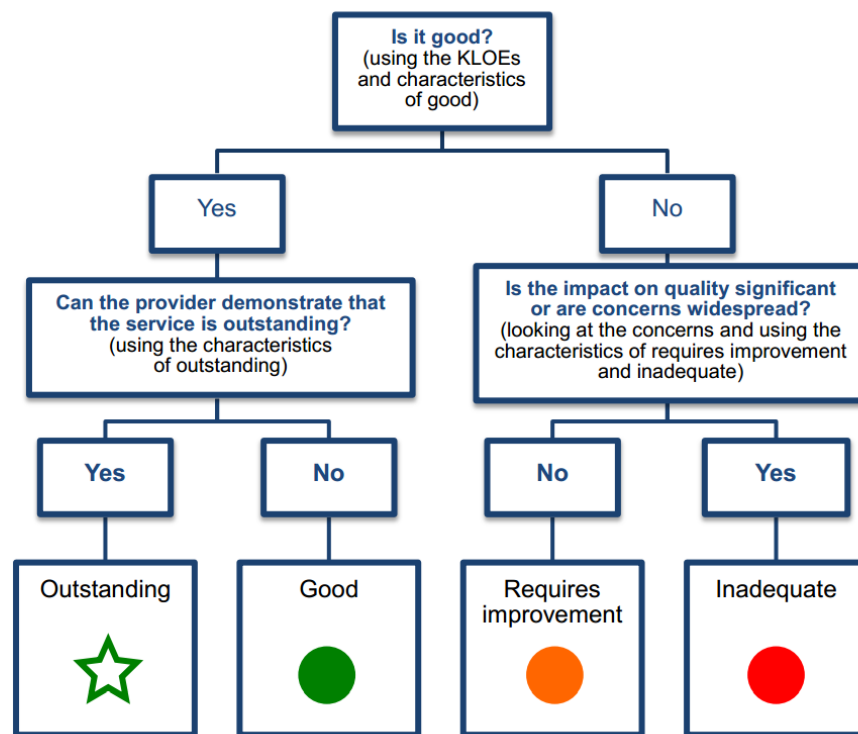 Is it good?
(using the KLOEs
and characteristics
of good)
Yes
No
Can the provider demonstrate that
the service is outstanding?
(using the characteristics
of outstanding)
Is the impact on quality significant
or are concerns widespread?
(looking at the concerns and using the
characteristics of requires improvement
and inadequate)
Yes
No
No
Yes
Outstanding
Good
Requires
improvement
Inadequate